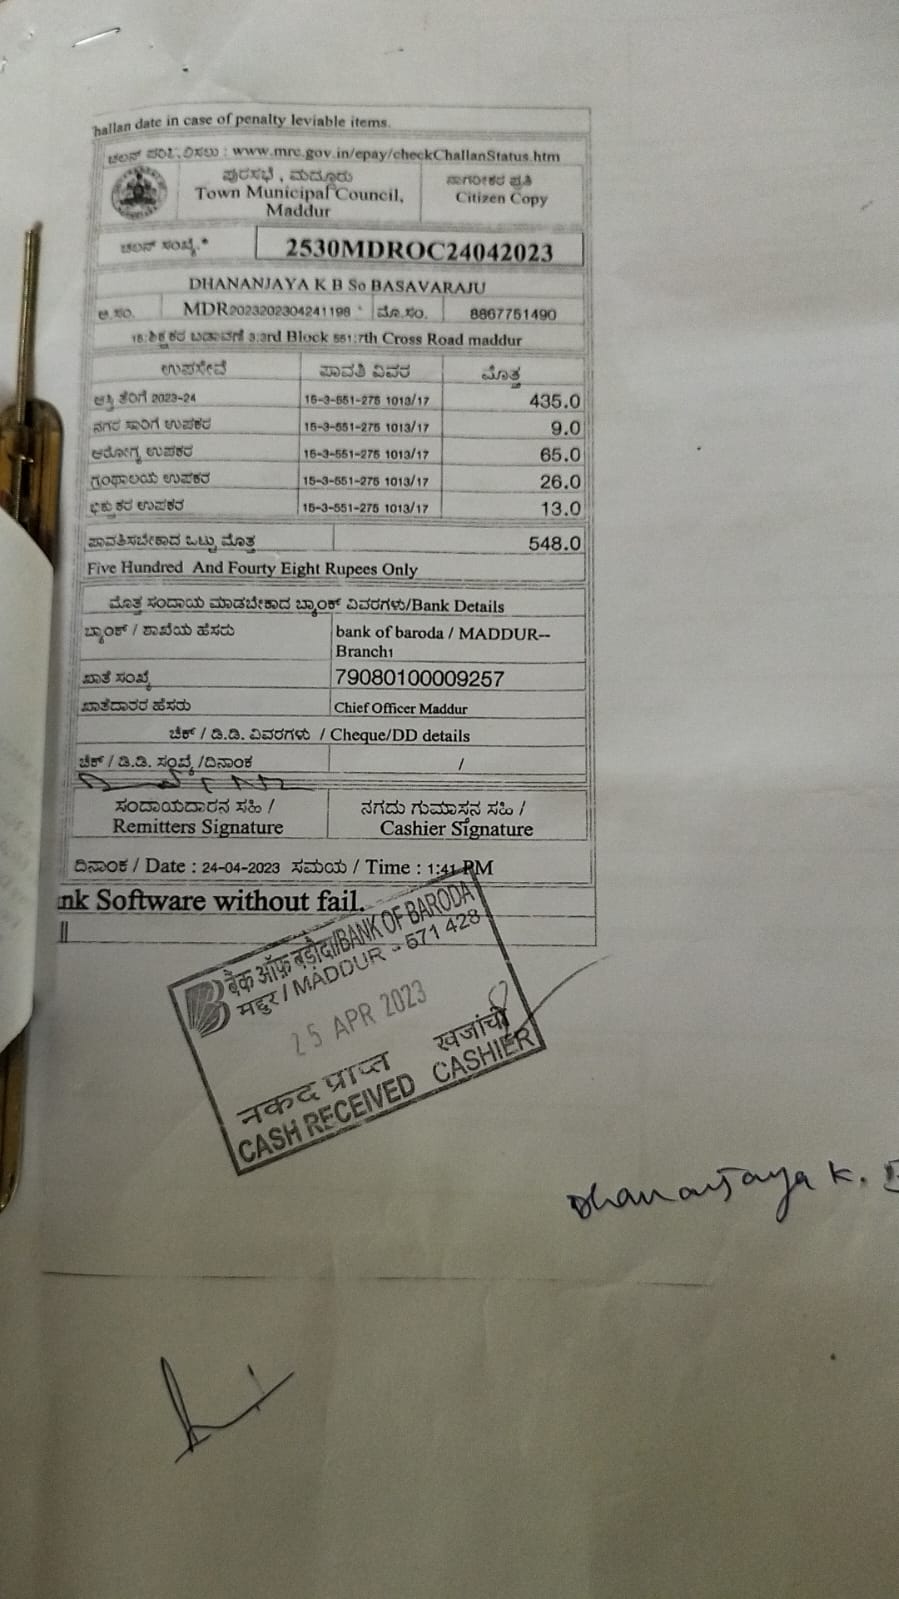 hallan date in case of penalty leviable items.
ಚಲನ್ ಪರಿಶೀಲಿಸಲು : www.mrc.gov.in/epay/checkChallanStatus.htm
ಪುರಸಭೆ , ಮದ್ದೂರು
Town Municipal Council,
Maddur
ನಾಗರೀಕರ ಪ್ರತಿ
Citizen Copy
ಚಲನ್ ಸಂಖ್ಯೆ.* 2530MDROC24042023
DHANANJAYA K B So BASAVARAJU
ಅ.ಸಂ. MDR2023202304241198 * ಮೊ.ಸಂ. 8867751490
3rd Block 551:7th Cross Road maddur
ಉಪಸೇವೆ ಪಾವತಿ ವಿವರ ಮೊತ್ತ
ಆಸ್ತಿ ತೆರಿಗೆ 2023-24 15-3-551-275 1013/17 435.0
ನಗರ ಸಾರಿಗೆ ಉಪಕರ 15-3-551-275 1013/17 9.0
ಆರೋಗ್ಯ ಉಪಕರ 15-3-551-275 1013/17 65.0
ಗ್ರಂಥಾಲಯ ಉಪಕರ 15-3-551-275 1013/17 26.0
ಭಿಕ್ಷುಕರ ಉಪಕರ 15-3-551-275 1013/17 13.0
ಪಾವತಿಸಬೇಕಾದ ಒಟ್ಟು ಮೊತ್ತ 548.0
Five Hundred And Fourty Eight Rupees Only
ಮೊತ್ತ ಸಂದಾಯ ಮಾಡಬೇಕಾದ ಬ್ಯಾಂಕ್ ವಿವರಗಳು/Bank Details
ಬ್ಯಾಂಕ್ / ಶಾಖೆಯ ಹೆಸರು bank of baroda / MADDUR--
Branch1
ಖಾತೆ ಸಂಖ್ಯೆ 79080100009257
ಖಾತೆದಾರರ ಹೆಸರು Chief Officer Maddur
ಚೆಕ್ / ಡಿ.ಡಿ. ವಿವರಗಳು / Cheque/DD details
ಚೆಕ್ / ಡಿ.ಡಿ. ಸಂಖ್ಯೆ /ದಿನಾಂಕ /
ಸಂದಾಯದಾರನ ಸಹಿ /
Remitters Signature
ನಗದು ಗುಮಾಸ್ತನ ಸಹಿ /
Cashier Signature
ದಿನಾಂಕ / Date : 24-04-2023 ಸಮಯ / Time : 1:41 PM
nk Software without fail.
बैंक ऑफ़ बड़ौदा/BANK OF BARODA
मद्दुर / MADDUR - 571 428
25 APR 2023
नकद प्राप्त खजांची
CASH RECEIVED CASHIER
Dhananjaya K.